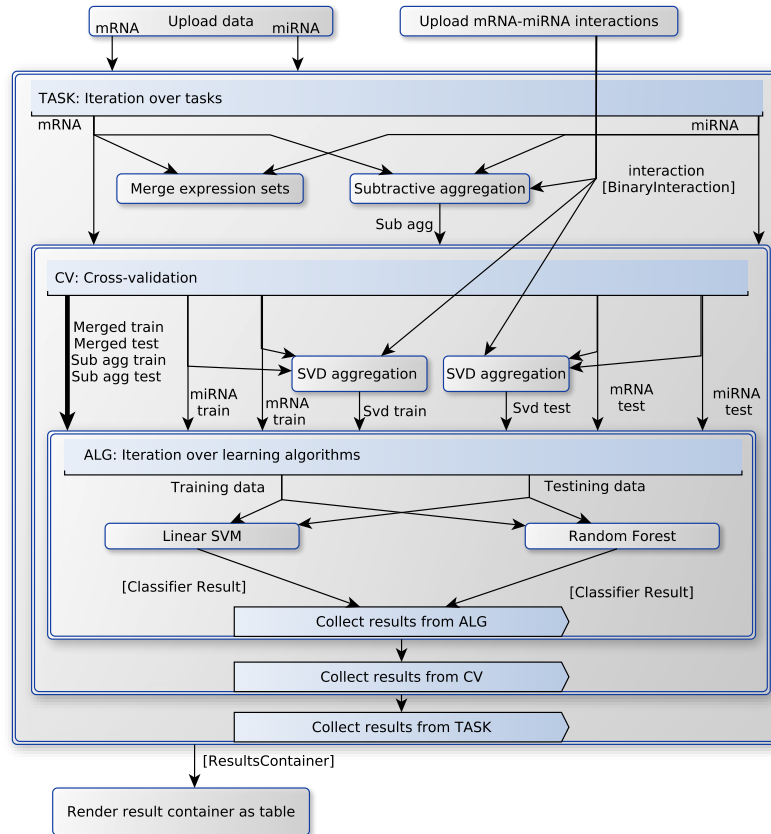 Upload data
mRNA
miRNA
Upload mRNA-miRNA interactions
TASK: Iteration over tasks
mRNA
miRNA
Merge expression sets
Subtractive aggregation
interaction
[BinaryInteraction]
Sub agg
CV: Cross-validation
Merged train
Merged test
Sub agg train
Sub agg test
SVD aggregation
SVD aggregation
miRNA
train
mRNA
train
Svd train
Svd test
mRNA
test
miRNA
test
ALG: Iteration over learning algorithms
Training data
Testining data
Linear SVM
Random Forest
[Classifier Result]
[Classifier Result]
Collect results from ALG
Collect results from CV
Collect results from TASK
[ResultsContainer]
Render result container as table